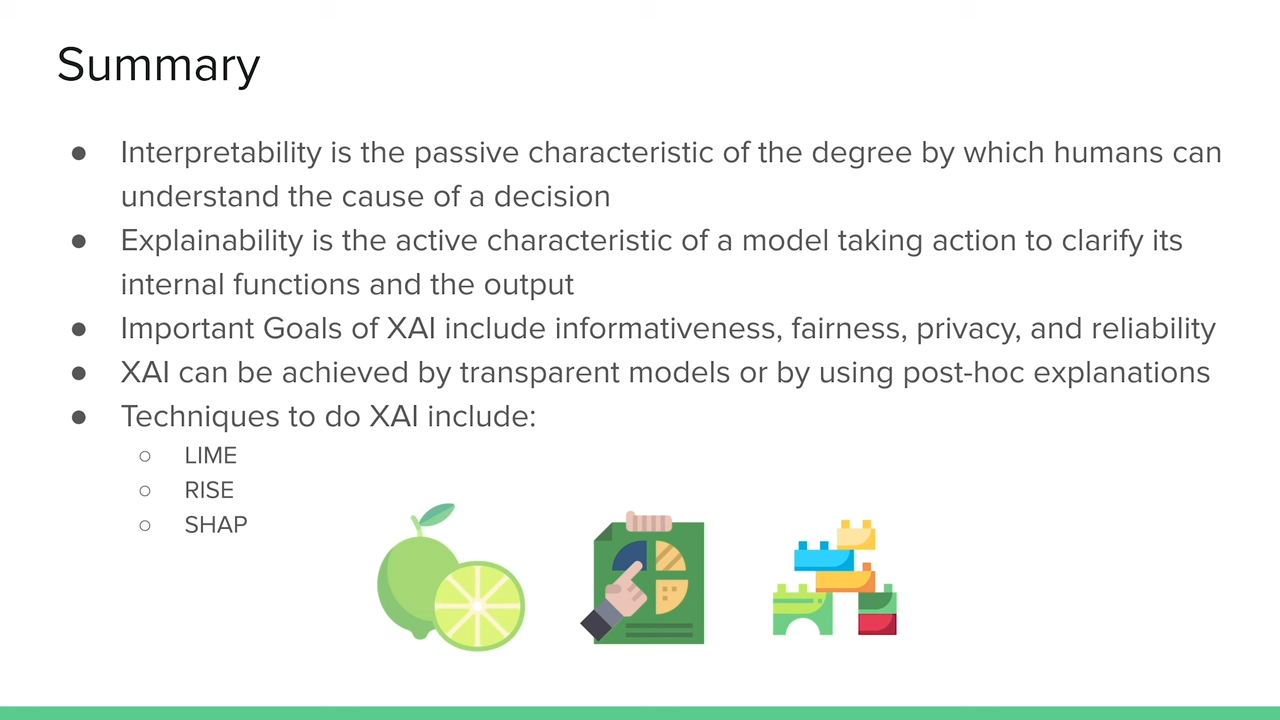 Summary
● Interpretability is the passive characteristic of the degree by which humans can
understand the cause of a decision
● Explainability is the active characteristic of a model taking action to clarify its
internal functions and the output
● Important Goals of XAI include informativeness, fairness, privacy, and reliability
● XAI can be achieved by transparent models or by using post-hoc explanations
● Techniques to do XAI include:
○ LIME
○ RISE
○ SHAP